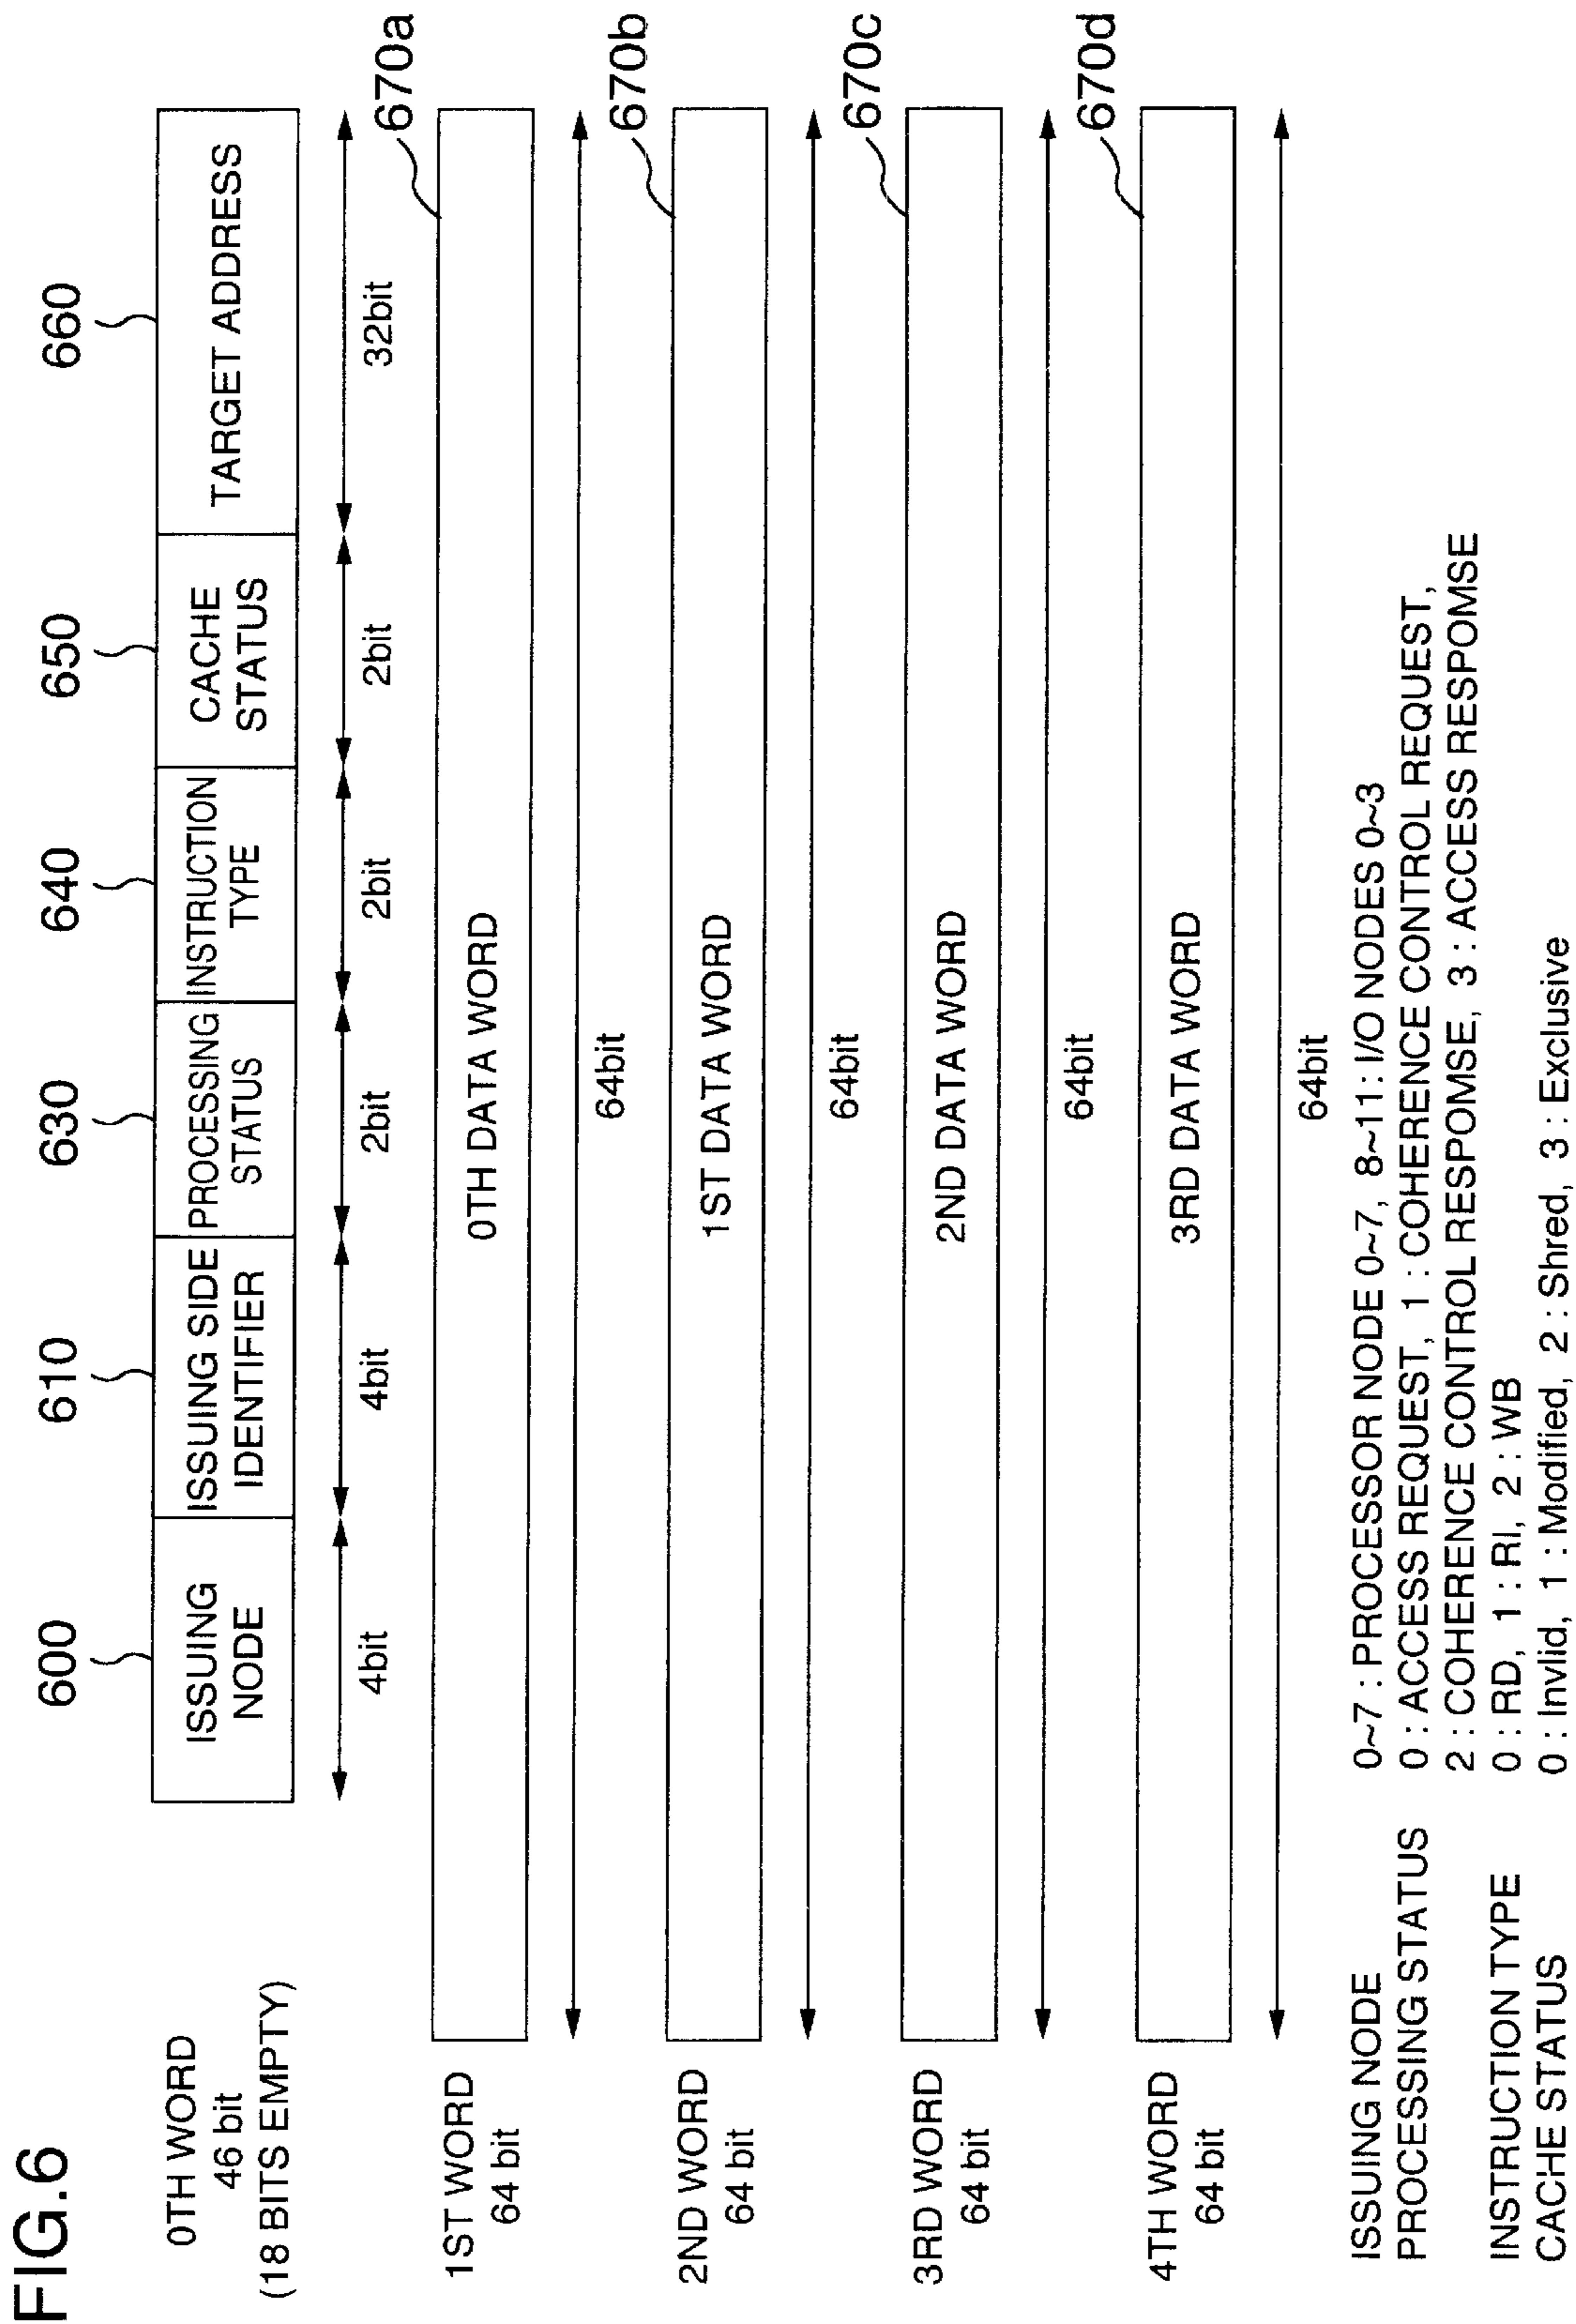 FIG.6
600
610
630
640
650
660
0TH WORD
46 bit
(18 BITS EMPTY)
ISSUING
NODE
ISSUING SIDE
IDENTIFIER
PROCESSING
STATUS
INSTRUCTION
TYPE
CACHE
STATUS
TARGET ADDRESS
4bit
4bit
2bit
2bit
2bit
32bit
670a
1ST WORD
64 bit
0TH DATA WORD
64bit
670b
2ND WORD
64 bit
1ST DATA WORD
64bit
670c
3RD WORD
64 bit
2ND DATA WORD
64bit
670d
4TH WORD
64 bit
3RD DATA WORD
64bit
ISSUING NODE 0~7 : PROCESSOR NODE 0~7, 8~11: I/O NODES 0~3
PROCESSING STATUS 0 : ACCESS REQUEST, 1 : COHERENCE CONTROL REQUEST,
2 : COHERENCE CONTROL RESPOMSE, 3 : ACCESS RESPOMSE
INSTRUCTION TYPE 0 : RD, 1 : RI, 2 : WB
CACHE STATUS 0 : Invlid, 1 : Modified, 2 : Shred, 3 : Exclusive